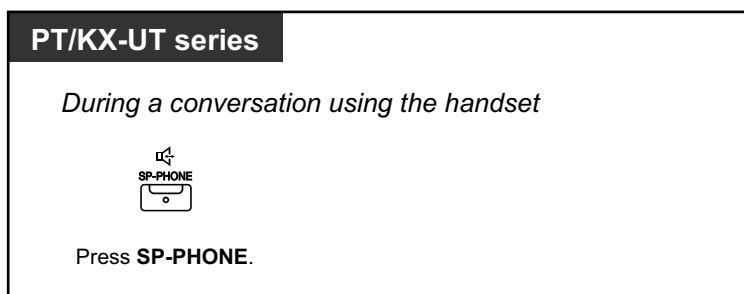 PT/KX-UT series
During a conversation using the handset
SP-PHONE
Press SP-PHONE.